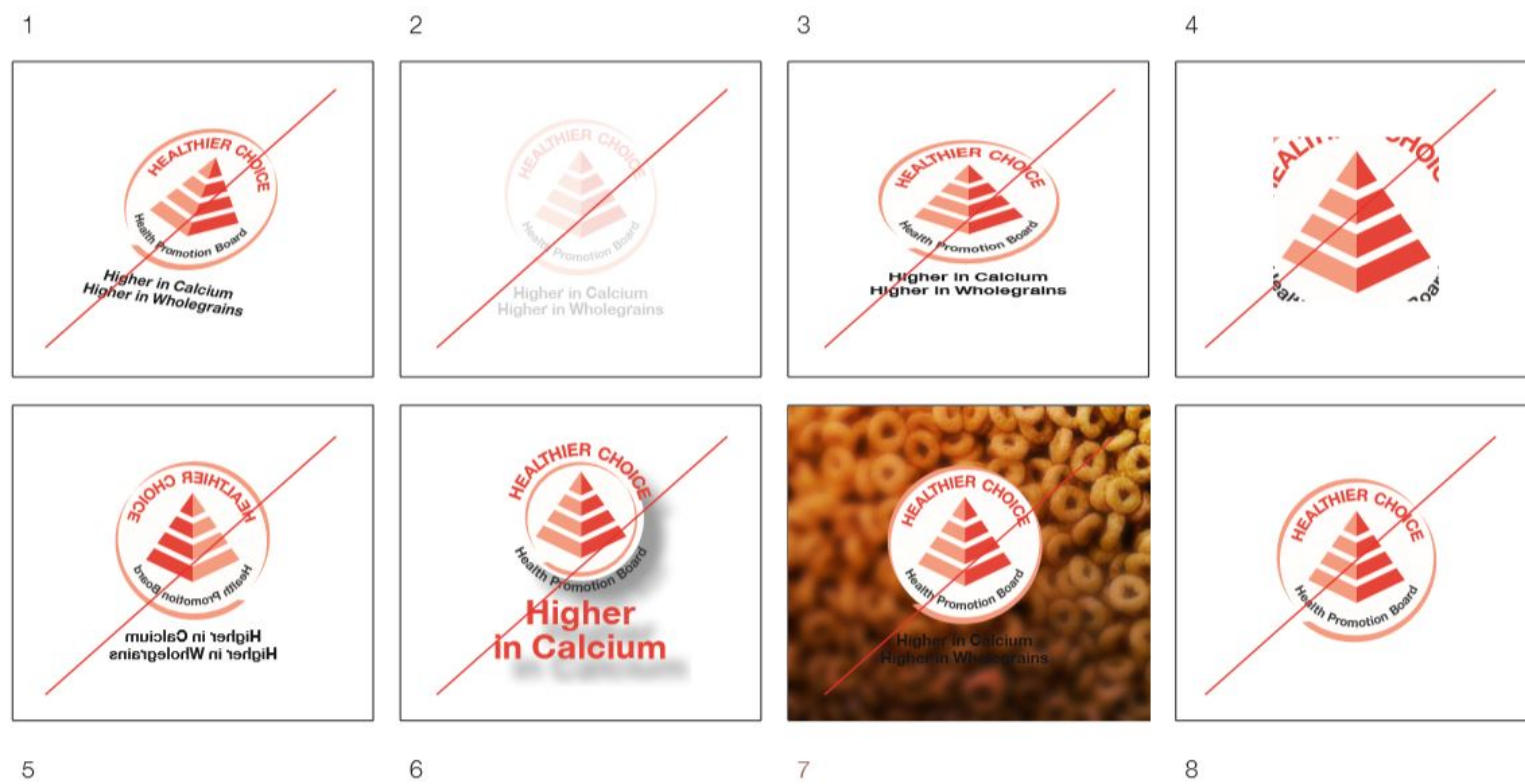 1
2
3
4
HEALTHIER CHOICE
Health Promotion Board
Higher in Calcium
Higher in Wholegrains
HEALTHIER CHOICE
Health Promotion Board
Higher in Calcium
Higher in Wholegrains
HEALTHIER CHOICE
Health Promotion Board
Higher in Calcium
Higher in Wholegrains
HEALTHIER CHOICE
Health Promotion Board
Higher in Calcium
Higher in Wholegrains
HEALTHIER CHOICE
Health Promotion Board
Higher
in Calcium
HEALTHIER CHOICE
Health Promotion Board
Higher in Calcium
Higher in Wholegrains
HEALTHIER CHOICE
Health Promotion Board
5
6
7
8